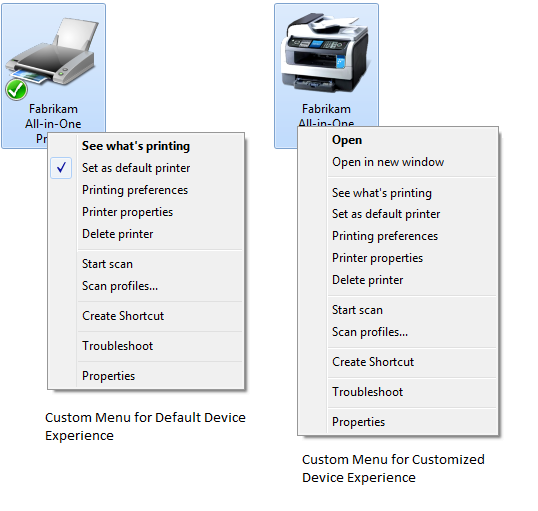 Fabrikam
All-in-One
See what's printing
Set as default printer
Printing preferences
Printer properties
Delete printer
Start scan
Scan profiles...
Create Shortcut
Troubleshoot
Properties
Custom Menu for Default Device
Experience
Fabrikam
All-in-One
Open
Open in new window
See what's printing
Set as default printer
Printing preferences
Printer properties
Delete printer
Start scan
Scan profiles...
Create Shortcut
Troubleshoot
Properties
Custom Menu for Customized
Device Experience